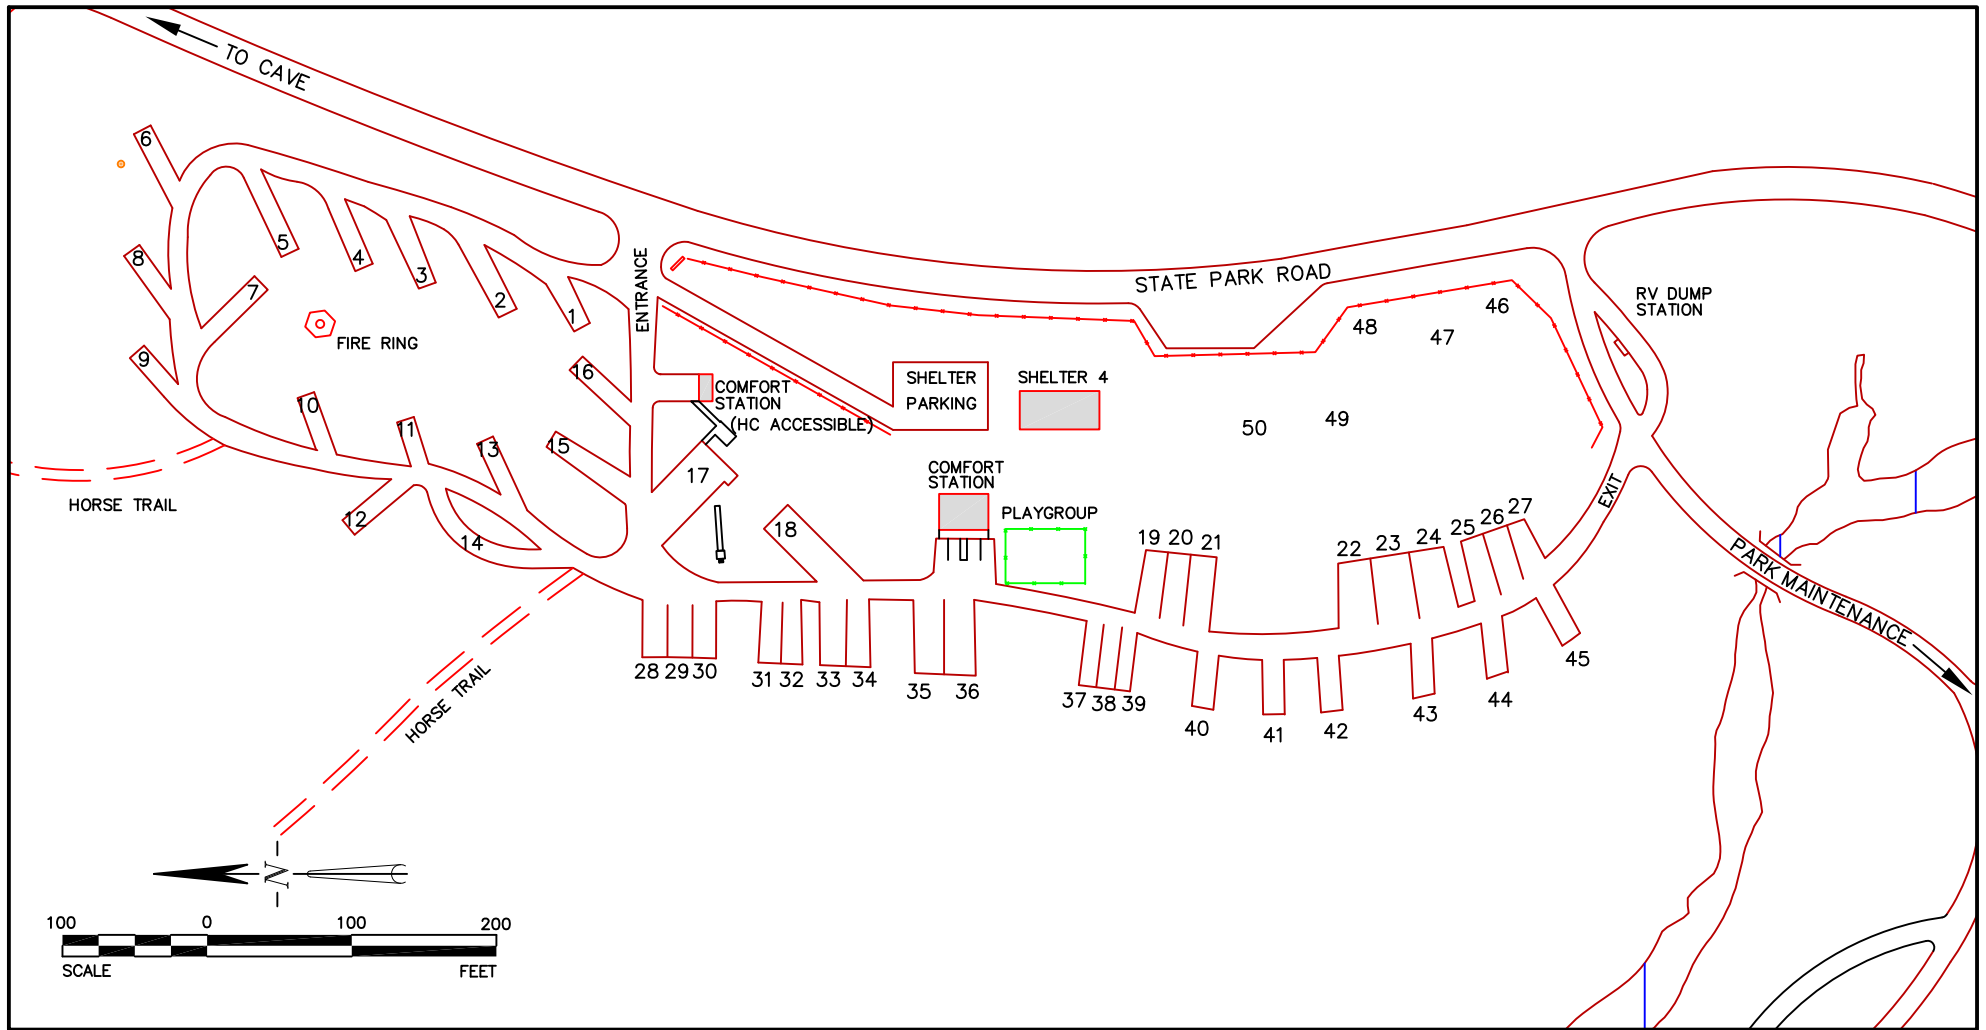 TO CAVE
6
5
4
3
2
1
8
7
9
FIRE RING
ENTRANCE
STATE PARK ROAD
RV DUMP
STATION
46
47
48
16
COMFORT
STATION
(HC ACCESSIBLE)
SHELTER
PARKING
SHELTER 4
50
49
10
11
13
15
17
12
14
18
HORSE TRAIL
COMFORT
STATION
PLAYGROUP
19
20
21
22
23
24
25
26
27
EXIT
PARK MAINTENANCE
28
29
30
31
32
33
34
35
36
37
38
39
40
41
42
43
44
45
HORSE TRAIL
N
100 0 100 200
SCALE FEET